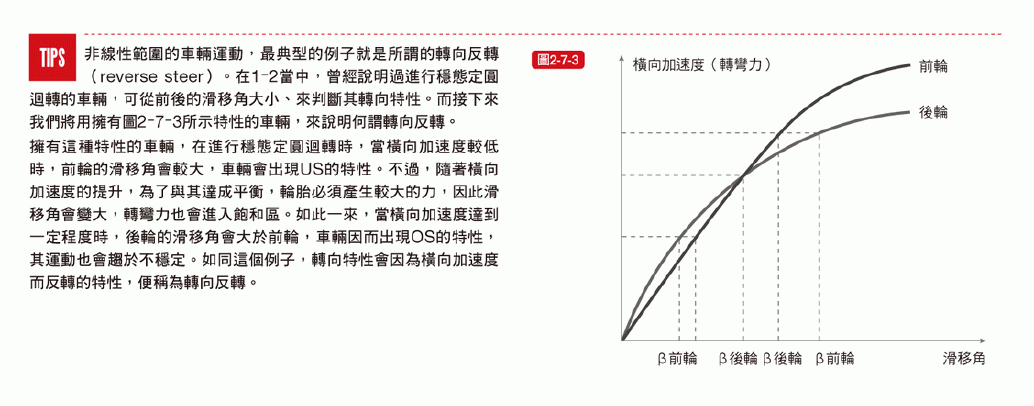 TIPS
非線性範圍的車輛運動，最典型的例子就是所謂的轉向反轉
（reverse steer）。在1-2當中，曾經說明過進行穩態定圓
迴轉的車輛，可從前後的滑移角大小、來判斷其轉向特性。而接下來
我們將用擁有圖2-7-3所示特性的車輛，來說明何謂轉向反轉。
擁有這種特性的車輛，在進行穩態定圓迴轉時，當橫向加速度較低
時，前輪的滑移角會較大，車輛會出現US的特性。不過，隨著橫向
加速度的提升，為了與其達成平衡，輪胎必須產生較大的力，因此滑
移角會變大，轉彎力也會進入飽和區。如此一來，當橫向加速度達到
一定程度時，後輪的滑移角會大於前輪，車輛因而出現OS的特性，
其運動也會趨於不穩定。如同這個例子，轉向特性會因為橫向加速度
而反轉的特性，便稱為轉向反轉。
圖2-7-3
橫向加速度（轉彎力）
前輪
後輪
β前輪 β後輪 β後輪 β前輪 滑移角